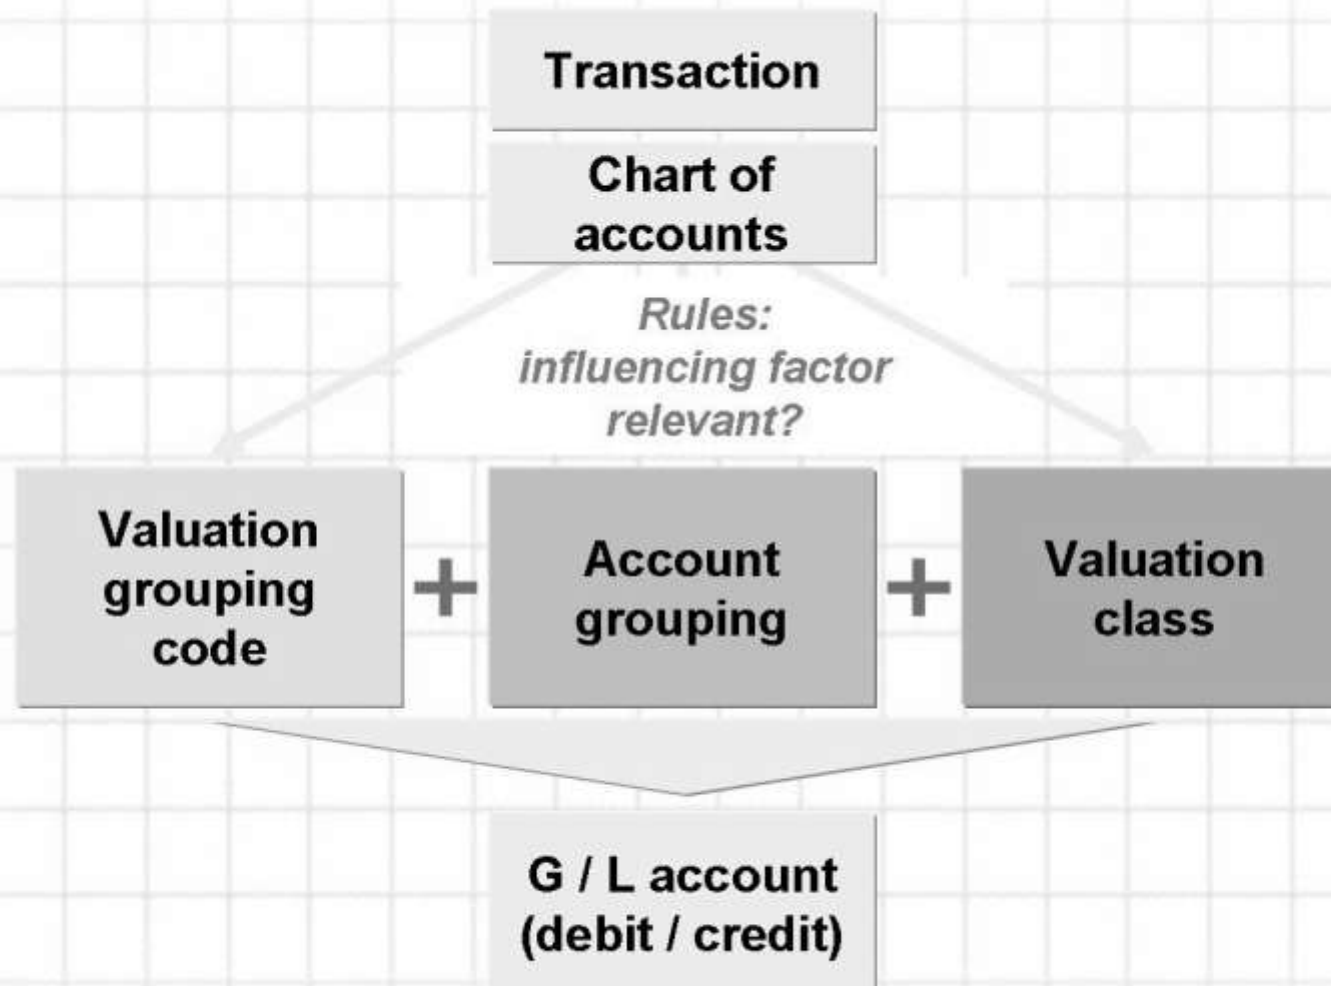 Transaction
Chart of
accounts
Rules:
influencing factor
relevant?
Valuation
grouping
code
+
Account
grouping
+
Valuation
class
G / L account
(debit / credit)